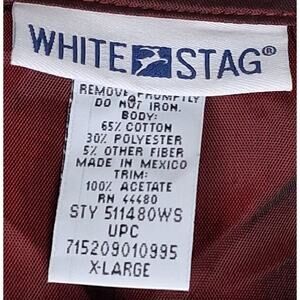 WHITE STAG®
REMOVE PROMPTLY
DO NOT IRON.
BODY:
65% COTTON
30% POLYESTER
5% OTHER FIBER
MADE IN MEXICO
TRIM:
100% ACETATE
RN 44480
STY 511480WS
UPC
715209010995
X-LARGE